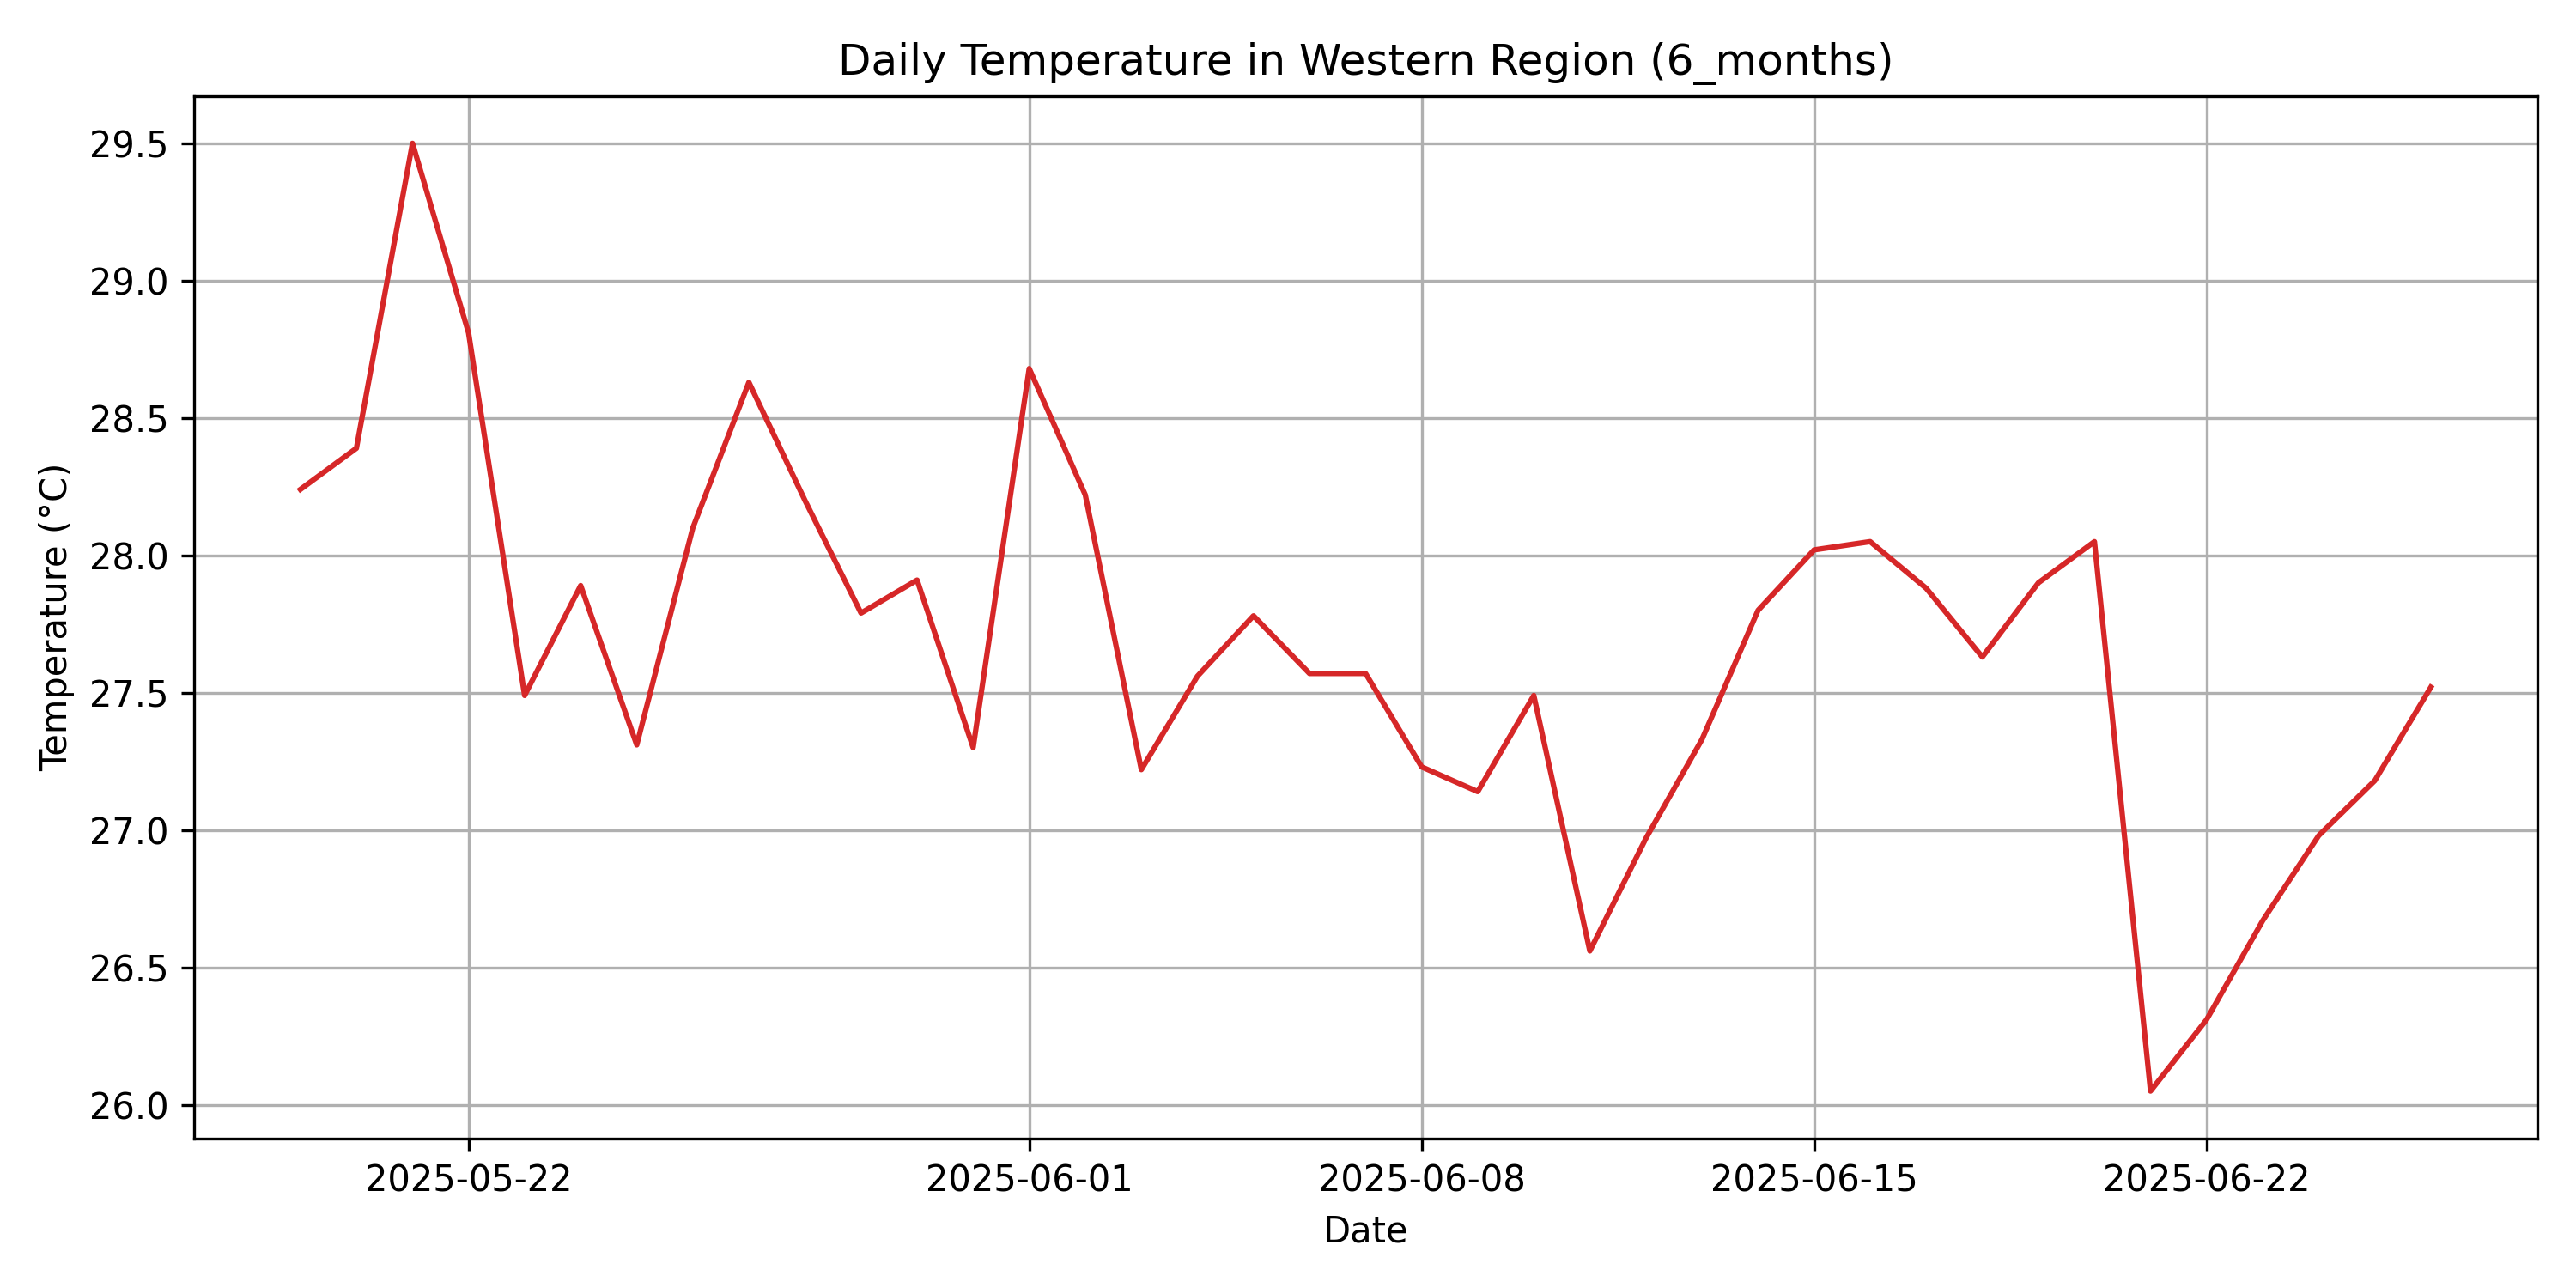 Daily Temperature in Western Region (6_months)
29.5
29.0
28.5
28.0
27.5
27.0
26.5
26.0
Temperature (°C)
2025-05-22 2025-06-01 2025-06-08 2025-06-15 2025-06-22
Date